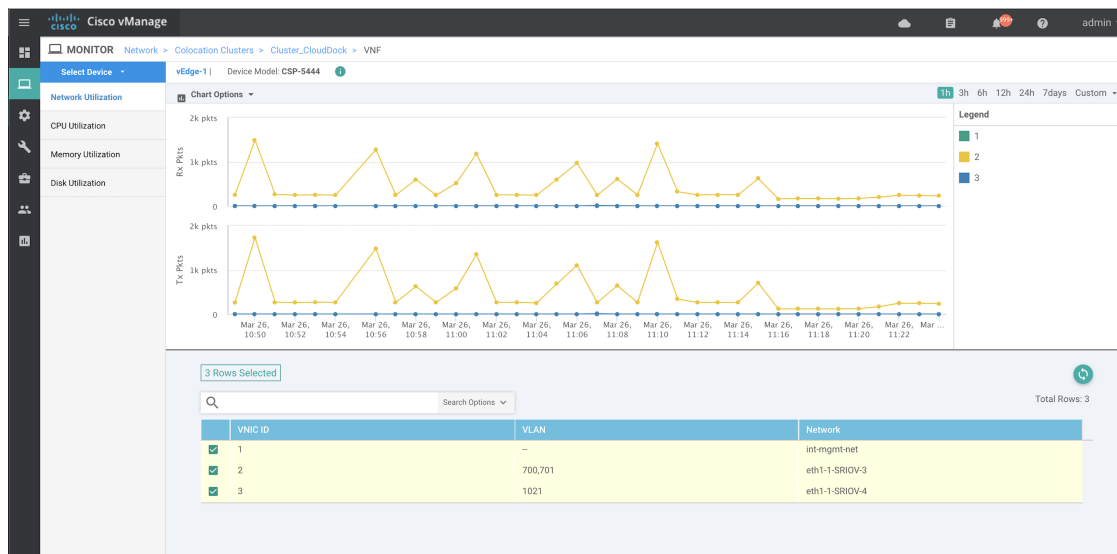 cisco Cisco vManage
999+
admin
MONITOR Network > Colocation Clusters > Cluster_CloudDock > VNF
Select Device
Network Utilization
CPU Utilization
Memory Utilization
Disk Utilization
vEdge-1 | Device Model: CSP-5444
Chart Options
1h 3h 6h 12h 24h 7days Custom
Legend
1
2
3
Rx Pkts
2k pkts
1k pkts
0
Tx Pkts
2k pkts
1k pkts
0
Mar 26, 10:50
Mar 26, 10:52
Mar 26, 10:54
Mar 26, 10:56
Mar 26, 10:58
Mar 26, 11:00
Mar 26, 11:02
Mar 26, 11:04
Mar 26, 11:06
Mar 26, 11:08
Mar 26, 11:10
Mar 26, 11:12
Mar 26, 11:14
Mar 26, 11:16
Mar 26, 11:18
Mar 26, 11:20
Mar 26, 11:22
Mar ...
3 Rows Selected
Search Options
Total Rows: 3
VNIC ID VLAN Network
1 -- int-mgmt-net
2 700,701 eth1-1-SRIOV-3
3 1021 eth1-1-SRIOV-4